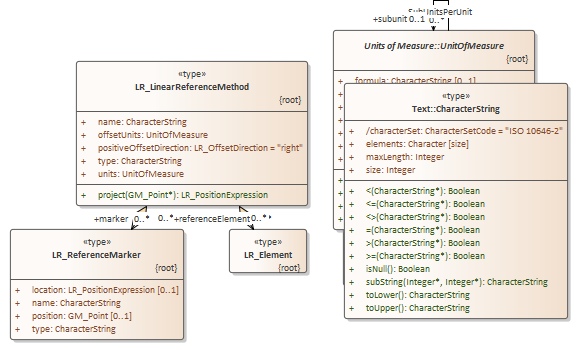 SubUnitsPerUnit
+subunit 0..1 0..*
Units of Measure::UnitOfMeasure
{root}
+ formula: CharacterString [0..1]
«type»
LR_LinearReferenceMethod
{root}
+ name: CharacterString
+ offsetUnits: UnitOfMeasure
+ positiveOffsetDirection: LR_OffsetDirection = "right"
+ type: CharacterString
+ units: UnitOfMeasure
+ project(GM_Point*): LR_PositionExpression
«type»
Text::CharacterString
{root}
+ /characterSet: CharacterSetCode = "ISO 10646-2"
+ elements: Character [size]
+ maxLength: Integer
+ size: Integer
+ <(CharacterString*): Boolean
+ <=(CharacterString*): Boolean
+ <>(CharacterString*): Boolean
+ =(CharacterString*): Boolean
+ >(CharacterString*): Boolean
+ >=(CharacterString*): Boolean
+ isNull(): Boolean
+ subString(Integer*, Integer*): CharacterString
+ toLower(): CharacterString
+ toUpper(): CharacterString
+marker 0..* 0..* +referenceElement 0..* *
«type»
LR_ReferenceMarker
{root}
+ location: LR_PositionExpression [0..1]
+ name: CharacterString
+ position: GM_Point [0..1]
+ type: CharacterString
«type»
LR_Element
{root}